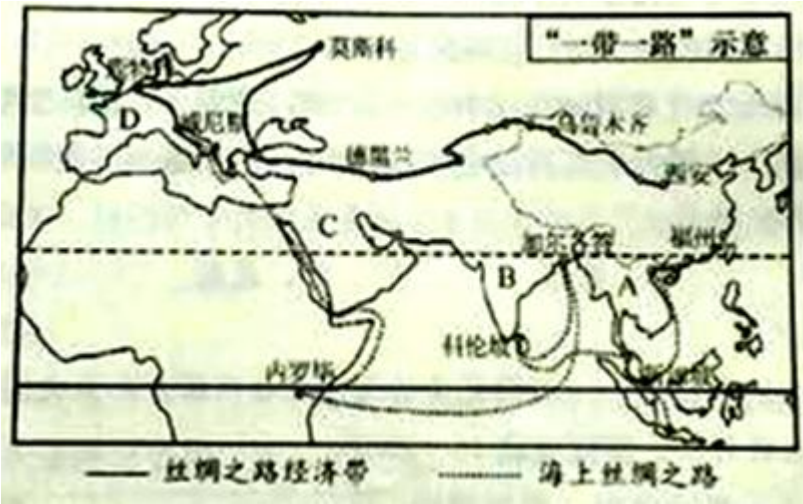 "一带一路"示意
莫斯科
D
威尼斯
乌鲁木齐
德黑兰
西安
C
加尔各答
福州
B
A
科伦坡
内罗毕
丝绸之路经济带
海上丝绸之路